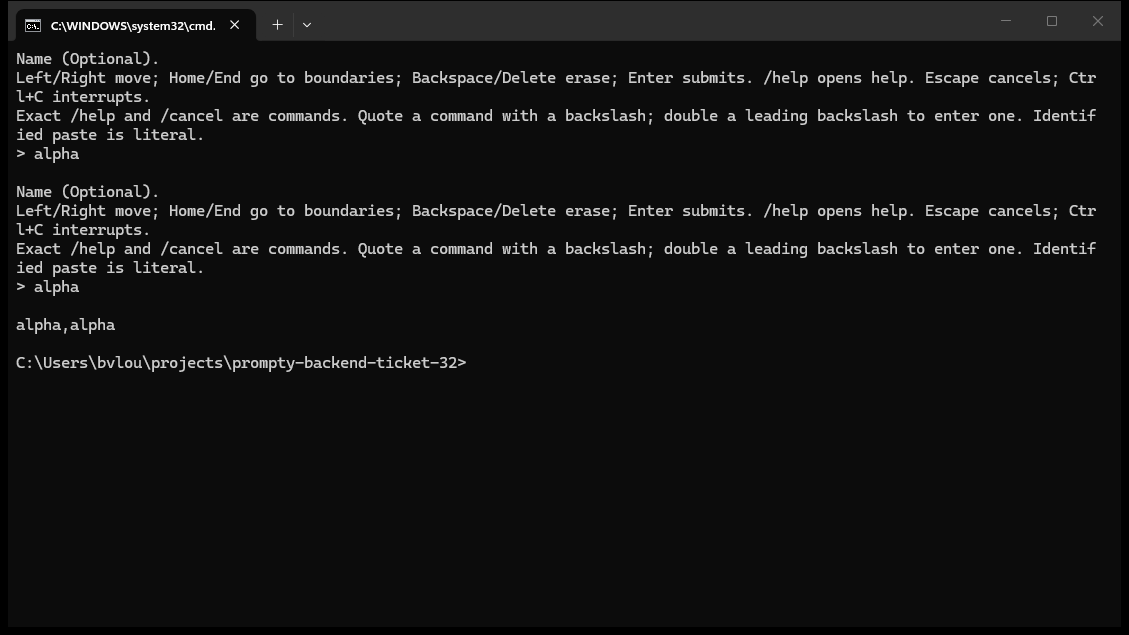 C:\WINDOWS\system32\cmd.
Name (Optional).
Left/Right move; Home/End go to boundaries; Backspace/Delete erase; Enter submits. /help opens help. Escape cancels; Ctr
l+C interrupts.
Exact /help and /cancel are commands. Quote a command with a backslash; double a leading backslash to enter one. Identif
ied paste is literal.
> alpha
Name (Optional).
Left/Right move; Home/End go to boundaries; Backspace/Delete erase; Enter submits. /help opens help. Escape cancels; Ctr
l+C interrupts.
Exact /help and /cancel are commands. Quote a command with a backslash; double a leading backslash to enter one. Identif
ied paste is literal.
> alpha
alpha,alpha
C:\Users\bvlou\projects\prompty-backend-ticket-32>